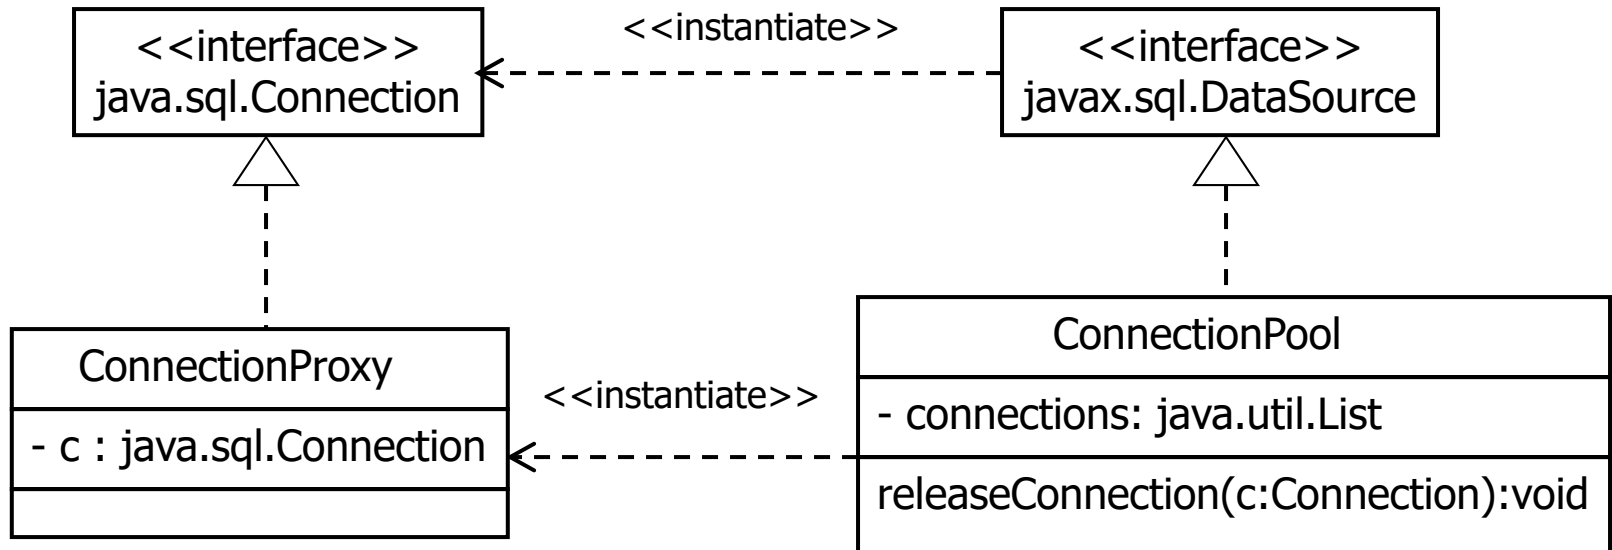 <<interface>>
java.sql.Connection
<<instantiate>>
<<interface>>
javax.sql.DataSource
ConnectionProxy
- c : java.sql.Connection
<<instantiate>>
ConnectionPool
- connections: java.util.List
releaseConnection(c:Connection):void